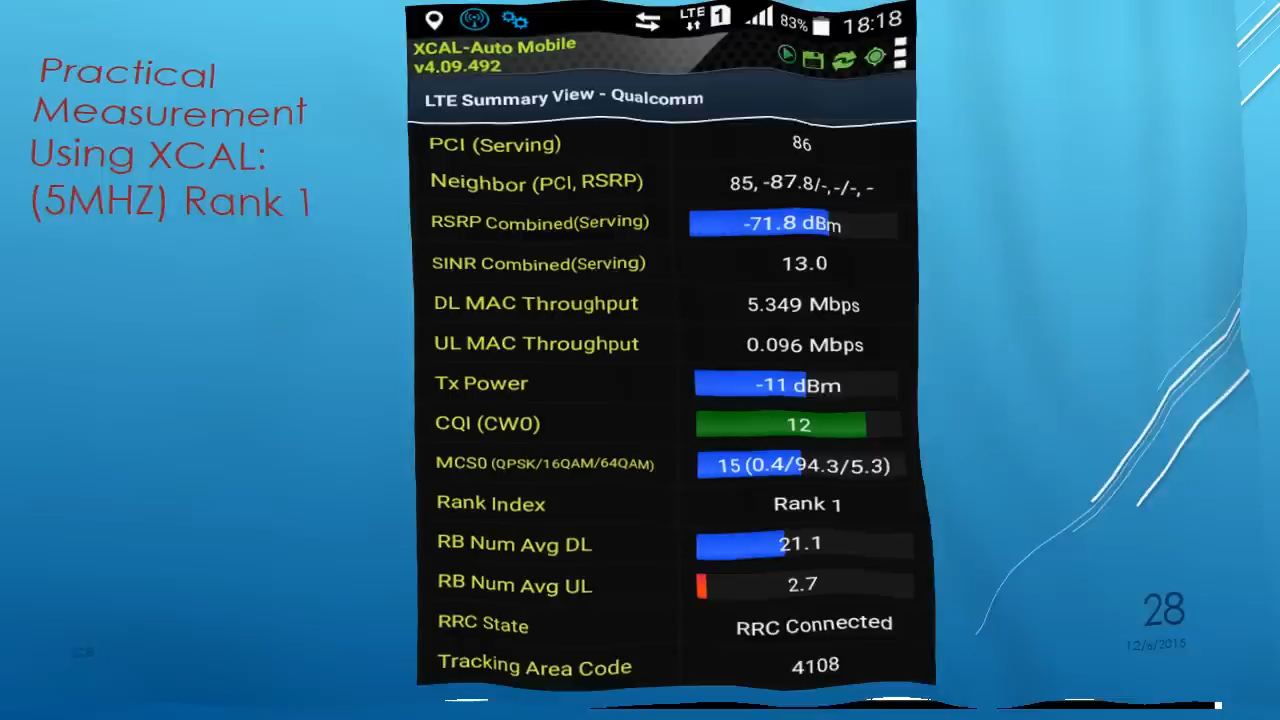 Practical
Measurement
Using XCAL:
(5MHZ) Rank 1
LTE 1 83% 18:18
XCAL-Auto Mobile
v4.09.492
LTE Summary View - Qualcomm
PCI (Serving) 86
Neighbor (PCI, RSRP) 85, -87.8/-,-/-, -
RSRP Combined(Serving) -71.8 dBm
SINR Combined(Serving) 13.0
DL MAC Throughput 5.349 Mbps
UL MAC Throughput 0.096 Mbps
Tx Power -11 dBm
CQI (CW0) 12
MCS0 (QPSK/16QAM/64QAM) 15 (0.4/94.3/5.3)
Rank Index Rank 1
RB Num Avg DL 21.1
RB Num Avg UL 2.7
RRC State RRC Connected
Tracking Area Code 4108
28
12/6/2015